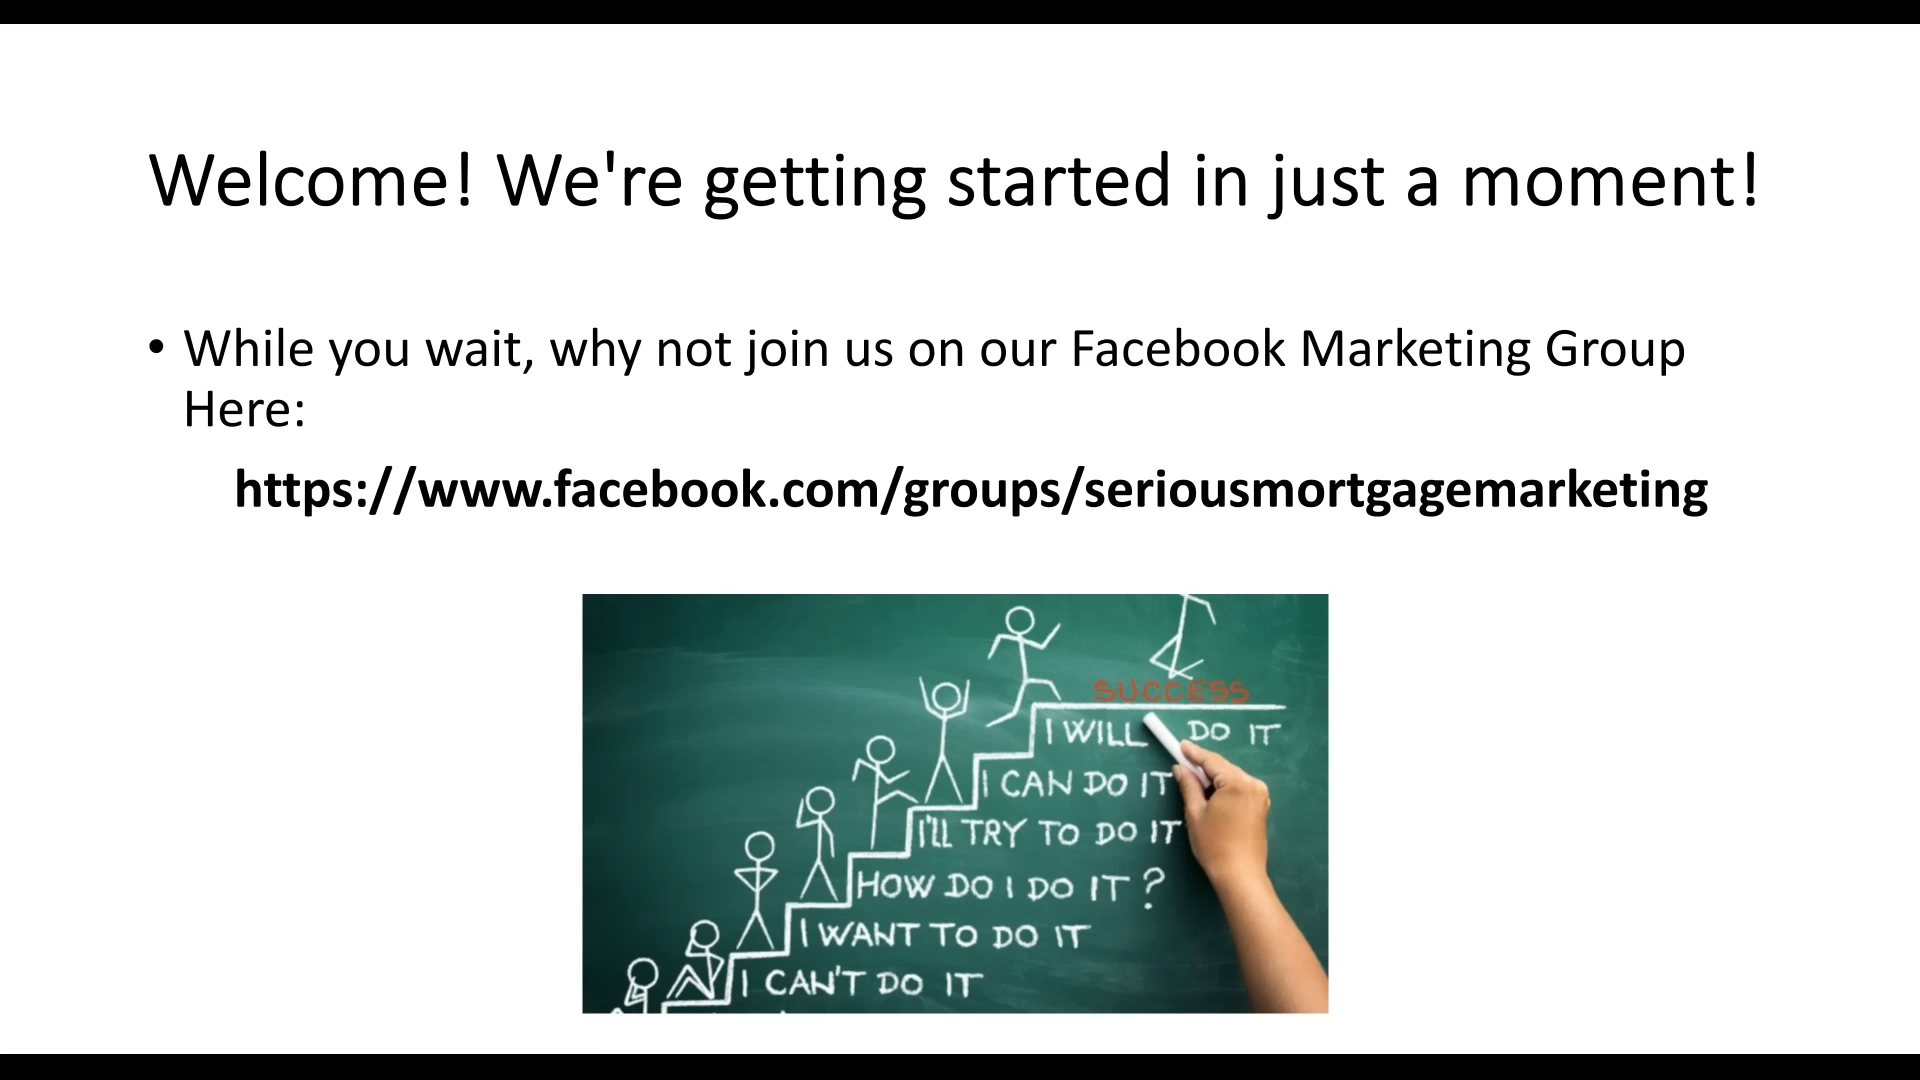 Welcome! We're getting started in just a moment!
• While you wait, why not join us on our Facebook Marketing Group
Here:
https://www.facebook.com/groups/seriousmortgagemarketing
SUCCESS
I WILL DO IT
I CAN DO IT
I'LL TRY TO DO IT
HOW DO I DO IT?
I WANT TO DO IT
I CAN'T DO IT